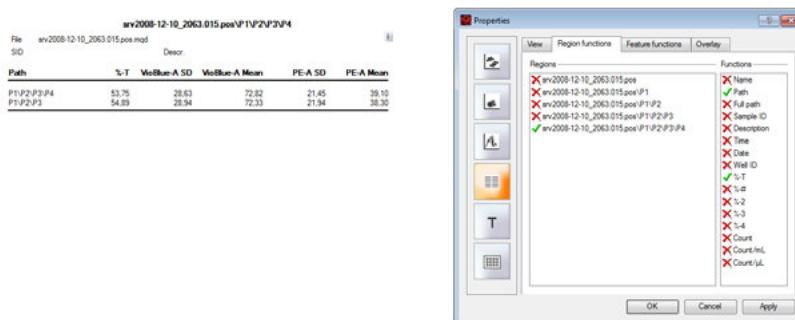 srv2008-12-10_2063.015.pos\P1\P2\P3\P4
File srv2008-12-10_2063.015.pos.mqd
SID Descr.
Path %-T VioBlue-A SD VioBlue-A Mean PE-A SD PE-A Mean
P1\P2\P3\P4 53,75 28,63 72,82 21,45 39,10
P1\P2\P3 54,89 28,94 72,33 21,94 38,30
Properties
View Region functions Feature functions Overlay
Regions
srv2008-12-10_2063.015.pos
srv2008-12-10_2063.015.pos\P1
srv2008-12-10_2063.015.pos\P1\P2
srv2008-12-10_2063.015.pos\P1\P2\P3
srv2008-12-10_2063.015.pos\P1\P2\P3\P4
Functions
Name
Path
Full path
Sample ID
Description
Time
Date
Well ID
%-T
%-#
%-2
%-3
%-4
Count
Count/mL
Count/µL
T
OK Cancel Apply